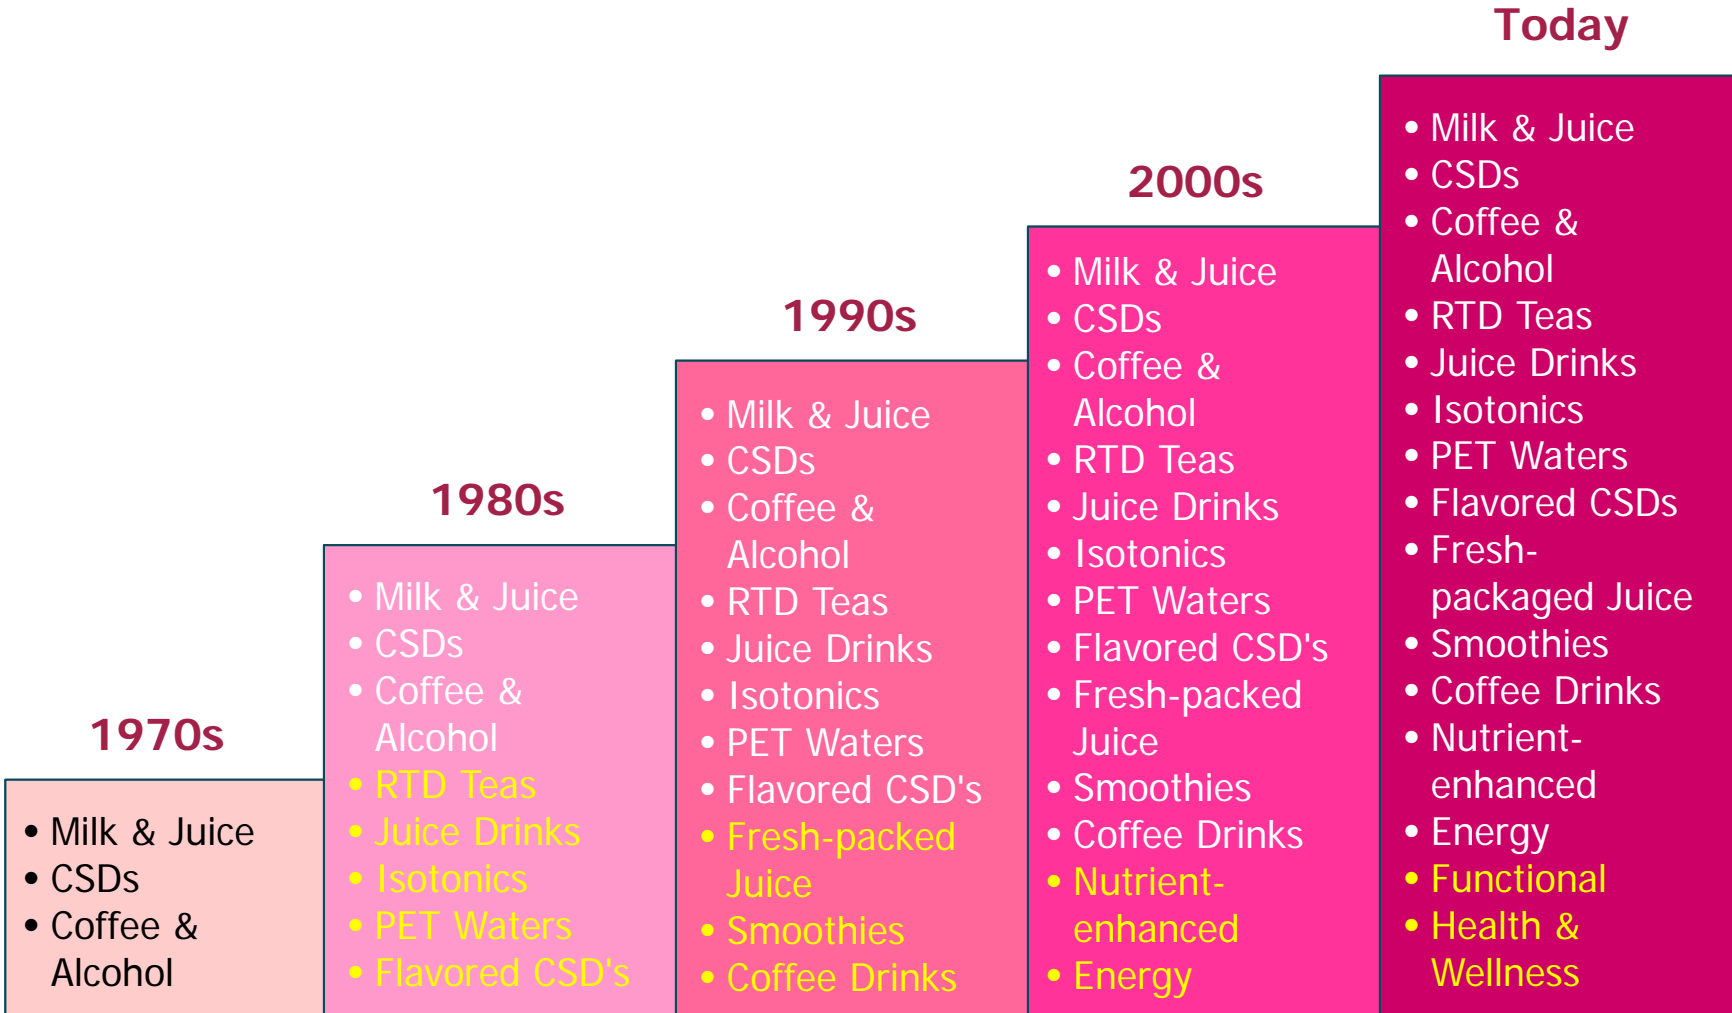 1970s
• Milk & Juice
• CSDs
• Coffee &
Alcohol
1980s
• Milk & Juice
• CSDs
• Coffee &
Alcohol
• RTD Teas
• Juice Drinks
• Isotonics
• PET Waters
• Flavored CSD's
1990s
• Milk & Juice
• CSDs
• Coffee &
Alcohol
• RTD Teas
• Juice Drinks
• Isotonics
• PET Waters
• Flavored CSD's
• Fresh-packed
Juice
• Smoothies
• Coffee Drinks
2000s
• Milk & Juice
• CSDs
• Coffee &
Alcohol
• RTD Teas
• Juice Drinks
• Isotonics
• PET Waters
• Flavored CSD's
• Fresh-packed
Juice
• Smoothies
• Coffee Drinks
• Nutrient-
enhanced
• Energy
Today
• Milk & Juice
• CSDs
• Coffee &
Alcohol
• RTD Teas
• Juice Drinks
• Isotonics
• PET Waters
• Flavored CSDs
• Fresh-
packaged Juice
• Smoothies
• Coffee Drinks
• Nutrient-
enhanced
• Energy
• Functional
• Health &
Wellness